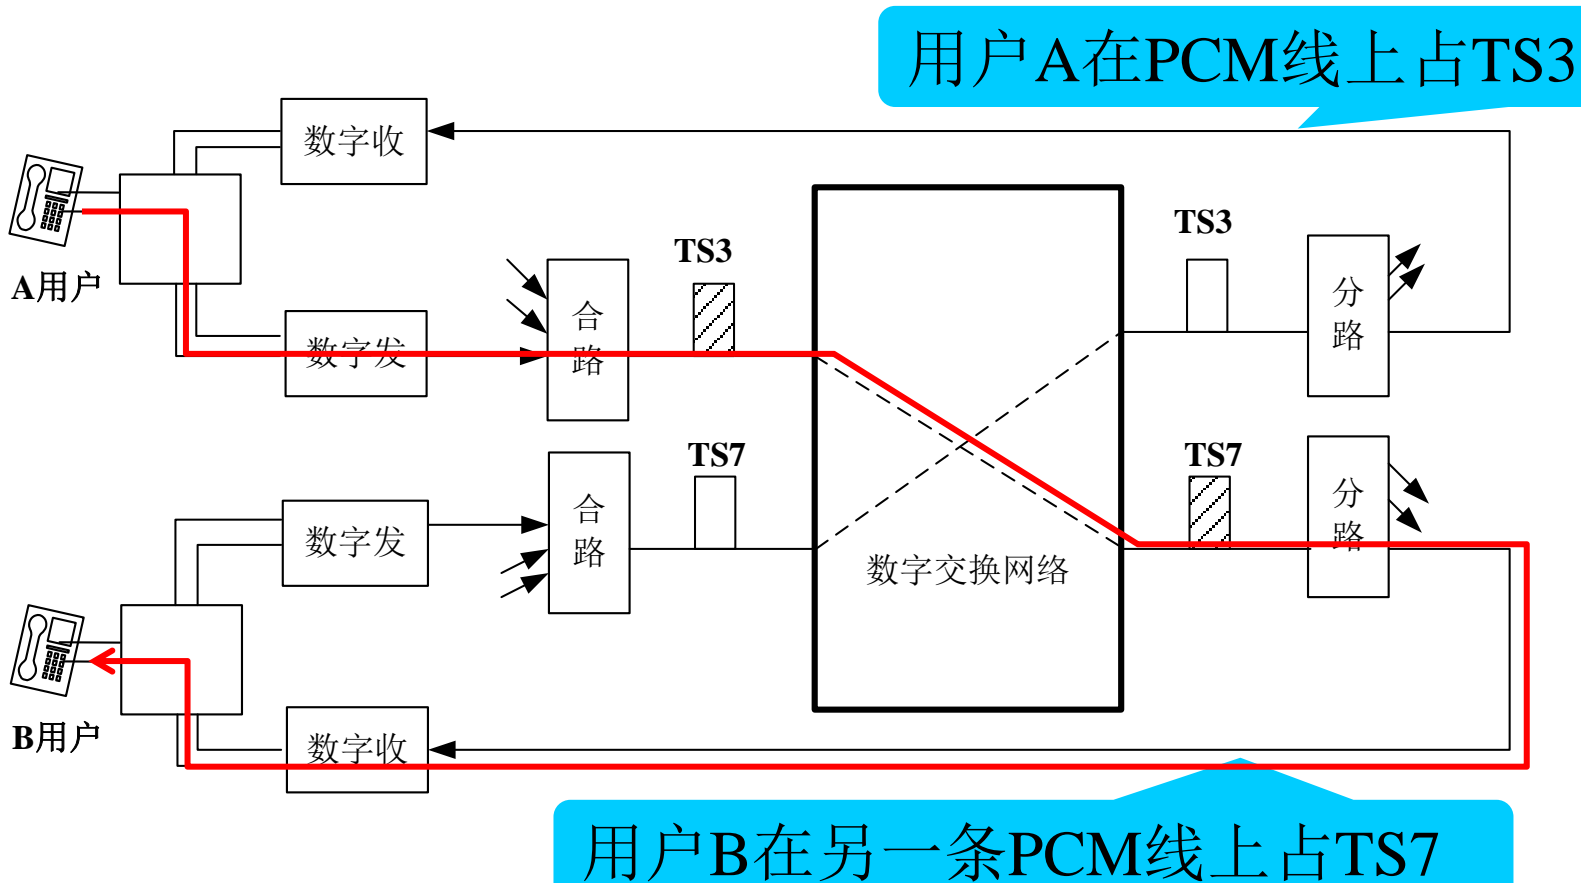 用户A在PCM线上占TS3
数字收
A用户
TS3
TS3
合路
分路
数字发
TS7
TS7
合路
分路
数字发
数字交换网络
B用户
数字收
用户B在另一条PCM线上占TS7